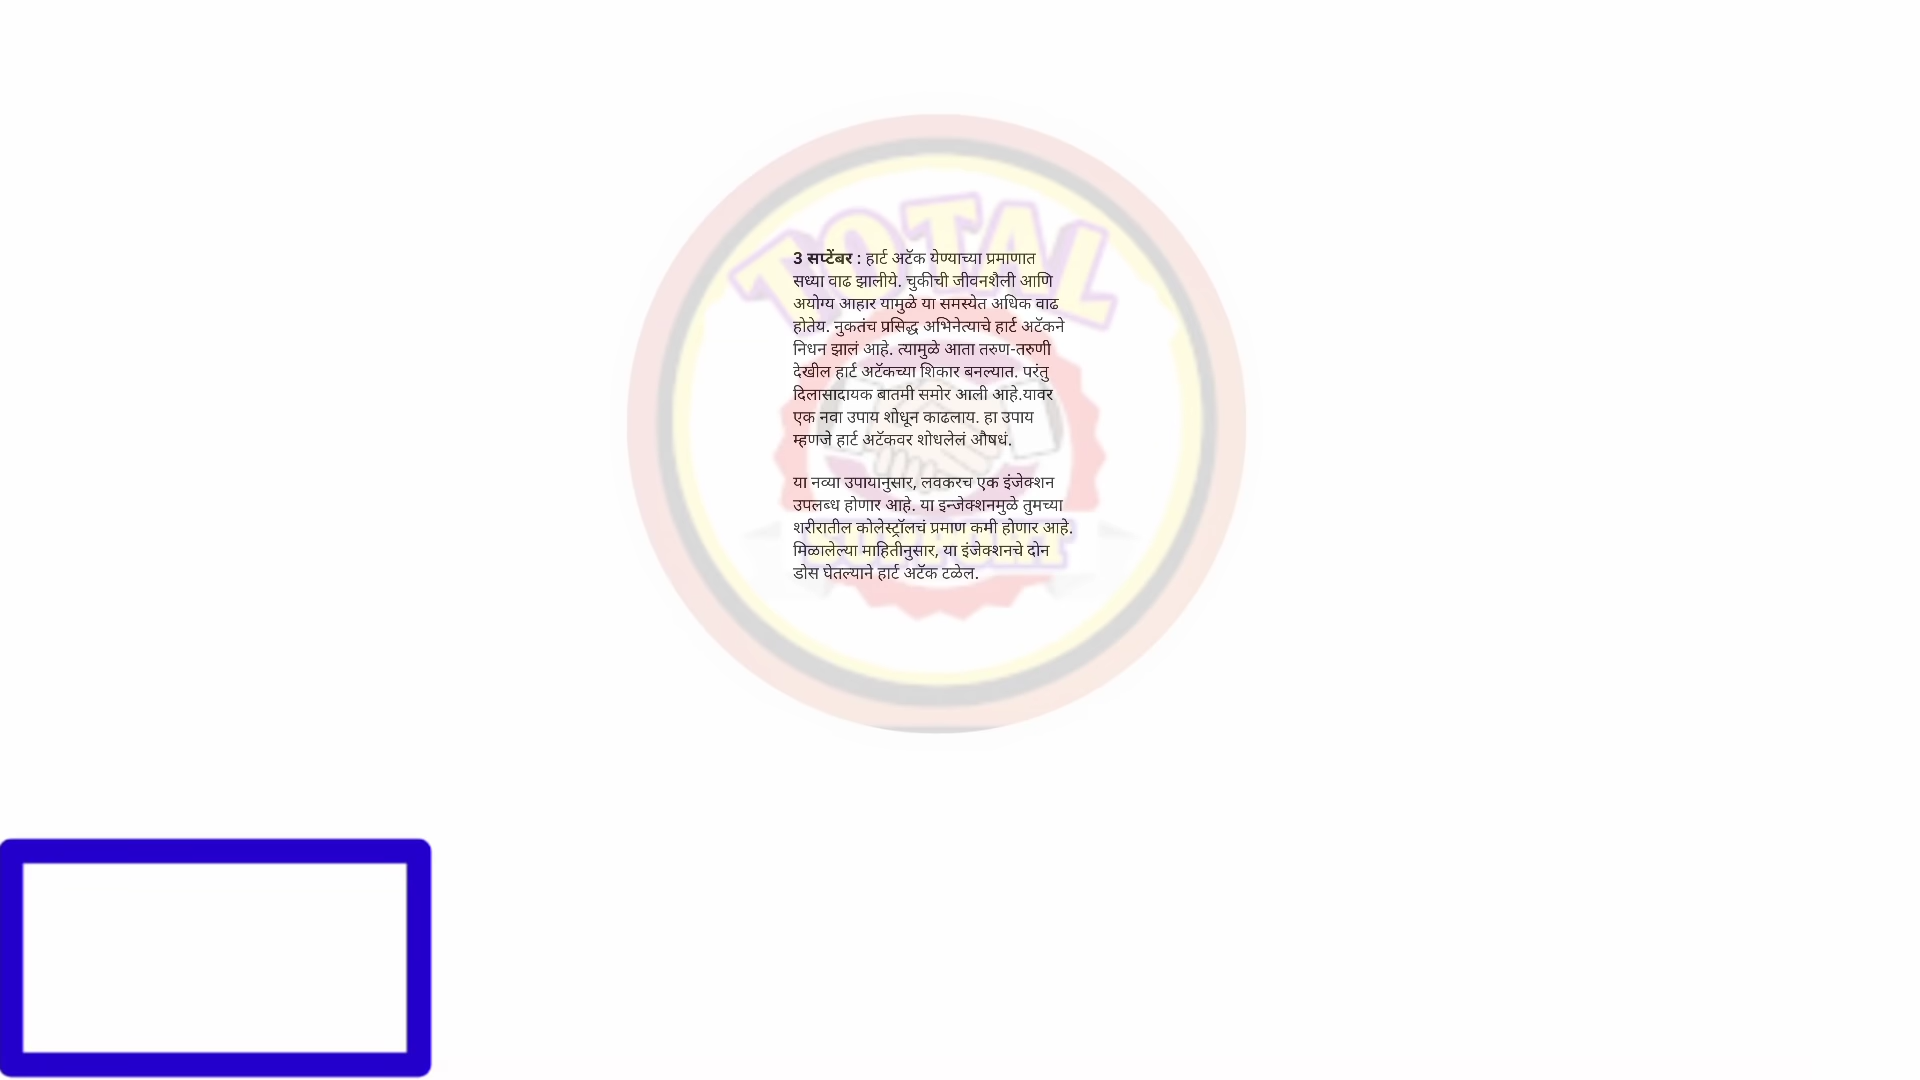 TOTAL
3 सप्टेंबर : हार्ट अटॅक येण्याच्या प्रमाणात
सध्या वाढ झालीये. चुकीची जीवनशैली आणि
अयोग्य आहार यामुळे या समस्येत अधिक वाढ
होतेय. नुकतंच प्रसिद्ध अभिनेत्याचे हार्ट अटॅकने
निधन झालं आहे. त्यामुळे आता तरुण-तरुणी
देखील हार्ट अटॅकच्या शिकार बनल्यात. परंतु
दिलासादायक बातमी समोर आली आहे.यावर
एक नवा उपाय शोधून काढलाय. हा उपाय
म्हणजे हार्ट अटॅकवर शोधलेलं औषधं.
या नव्या उपायानुसार, लवकरच एक इंजेक्शन
उपलब्ध होणार आहे. या इन्जेक्शनमुळे तुमच्या
शरीरातील कोलेस्ट्रॉलचं प्रमाण कमी होणार आहे.
मिळालेल्या माहितीनुसार, या इंजेक्शनचे दोन
डोस घेतल्याने हार्ट अटॅक टळेल.